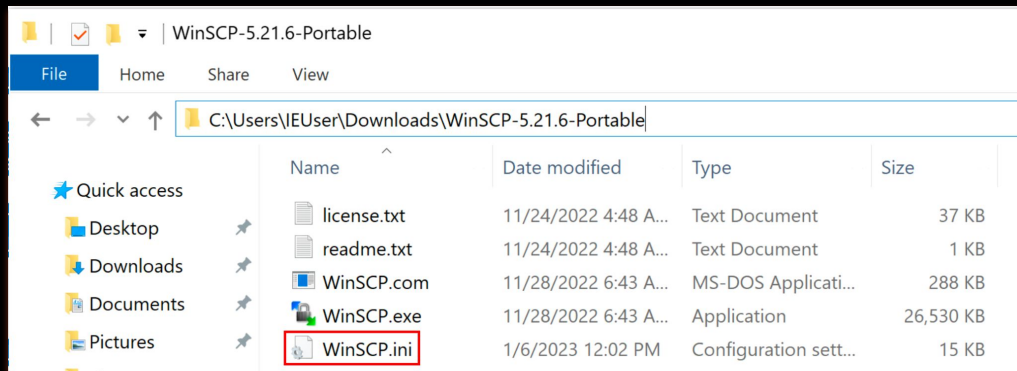 WinSCP-5.21.6-Portable
File Home Share View
C:\Users\IEUser\Downloads\WinSCP-5.21.6-Portable
Name Date modified Type Size
Quick access
license.txt 11/24/2022 4:48 A... Text Document 37 KB
Desktop
readme.txt 11/24/2022 4:48 A... Text Document 1 KB
Downloads
WinSCP.com 11/28/2022 6:43 A... MS-DOS Applicati... 288 KB
Documents
WinSCP.exe 11/28/2022 6:43 A... Application 26,530 KB
Pictures
WinSCP.ini 1/6/2023 12:02 PM Configuration sett... 15 KB